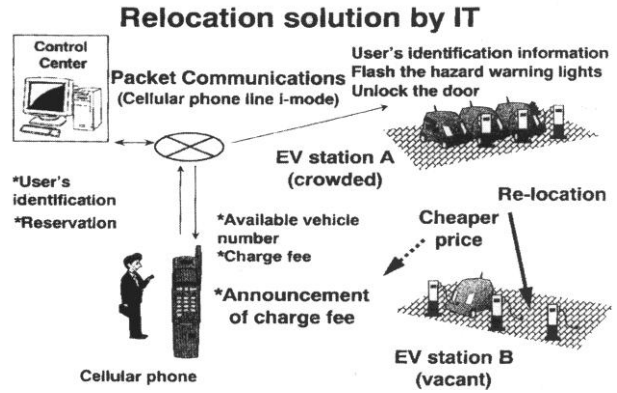 Relocation solution by IT
Control
Center
Packet Communications
(Cellular phone line i-mode)
User's identification information
Flash the hazard warning lights
Unlock the door
EV station A
(crowded)
*User's
identification
*Reservation
*Available vehicle
number
*Charge fee
*Announcement
of charge fee
Re-location
Cheaper
price
EV station B
(vacant)
Cellular phone